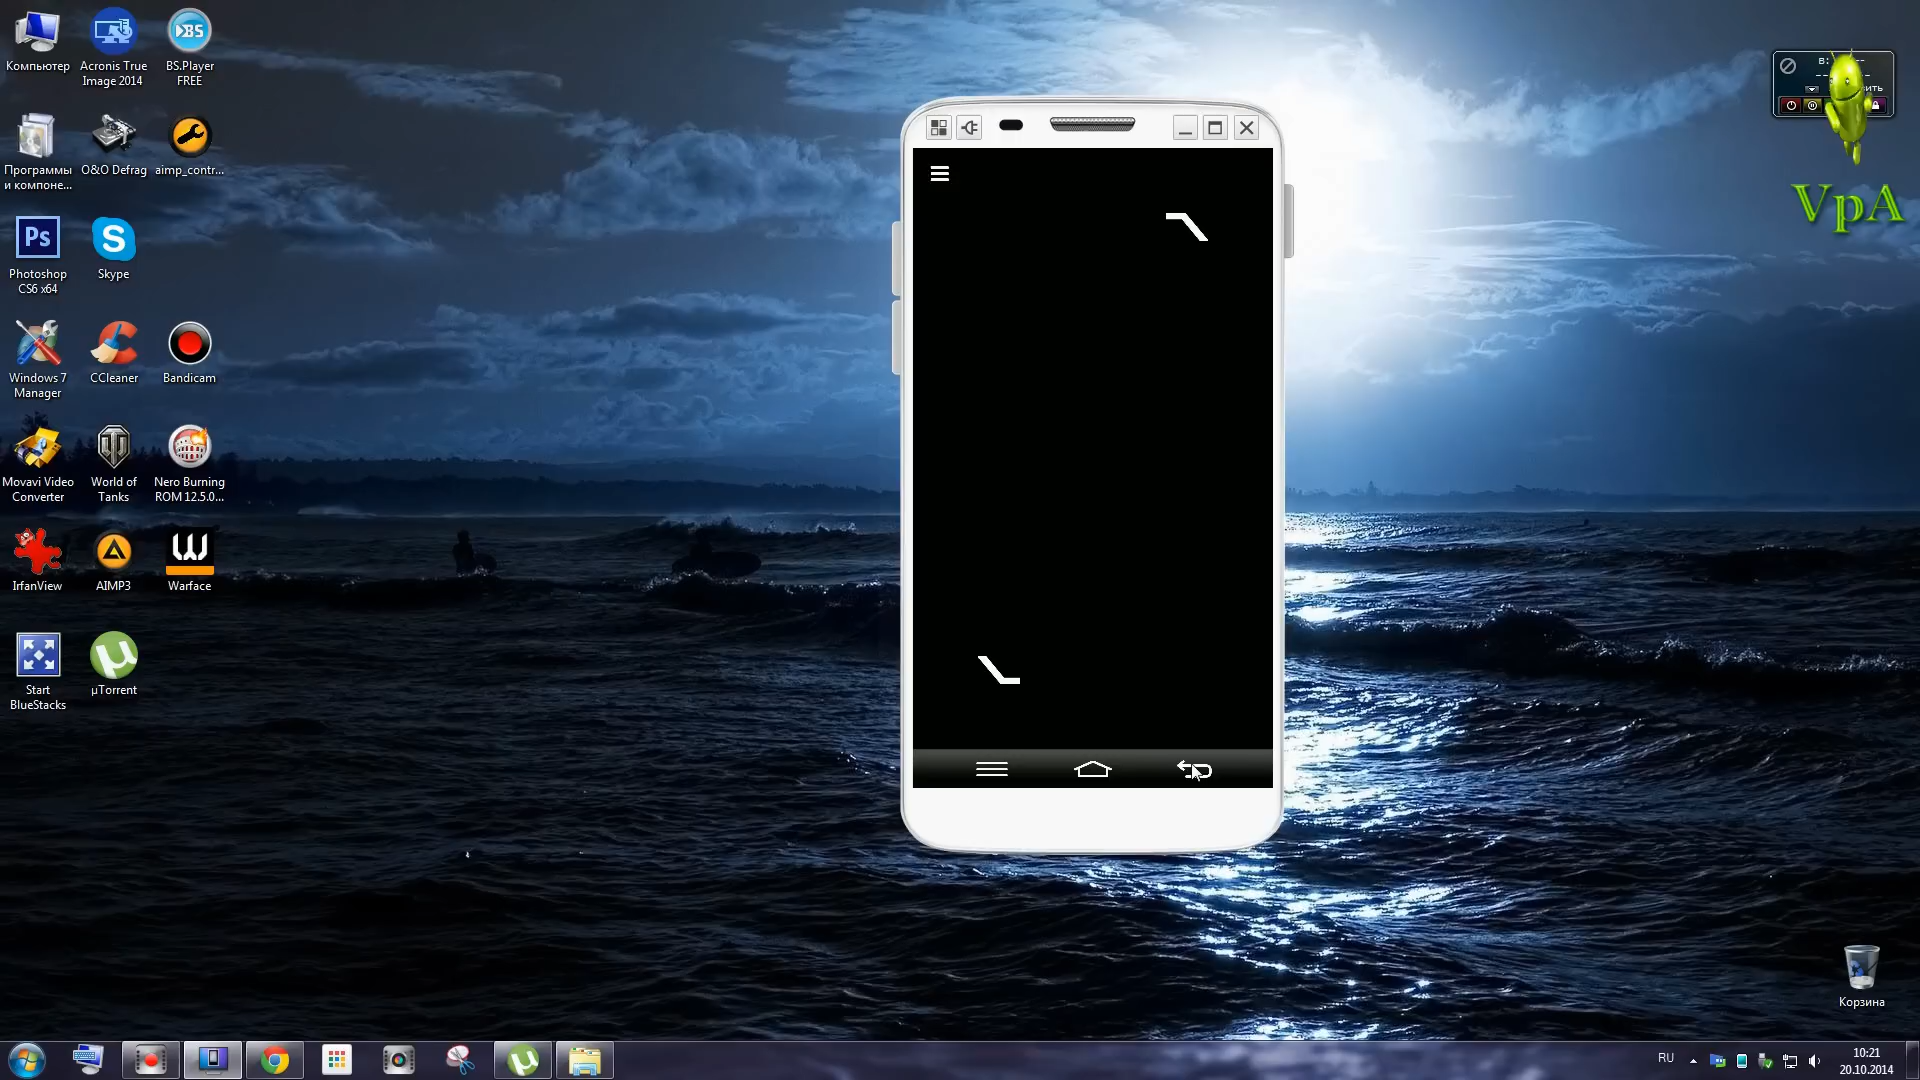 Компьютер
Acronis True
Image 2014
BS.Player
FREE
Программы
и компоне...
O&O Defrag
aimp_contr...
Ps
Photoshop
CS6 x64
Skype
Windows 7
Manager
CCleaner
Bandicam
Movavi Video
Converter
World of
Tanks
Nero Burning
ROM 12.5.0...
IrfanView
AIMP3
Warface
Start
BlueStacks
µTorrent
VpA
Корзина
RU
10:21
20.10.2014